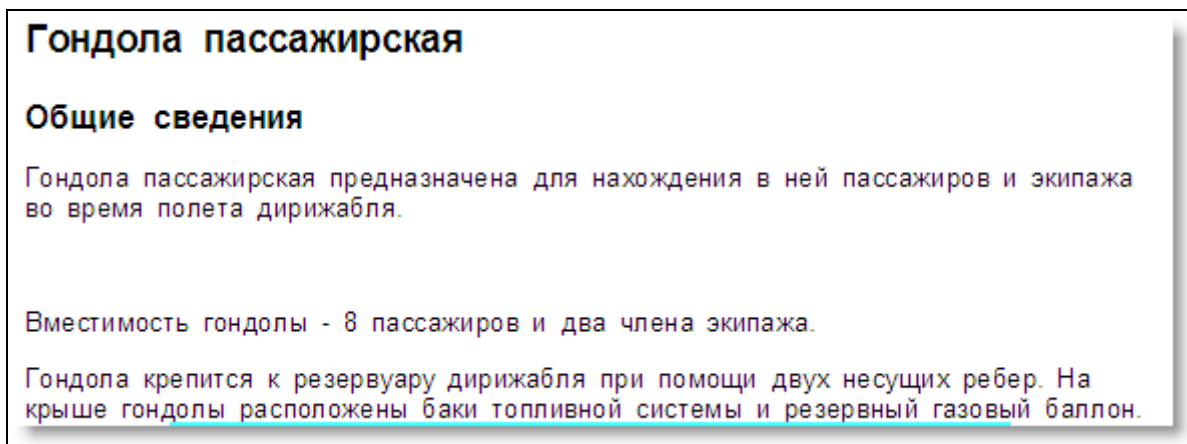 Гондола пассажирская
Общие сведения
Гондола пассажирская предназначена для нахождения в ней пассажиров и экипажа
во время полета дирижабля.
Вместимость гондолы - 8 пассажиров и два члена экипажа.
Гондола крепится к резервуару дирижабля при помощи двух несущих ребер. На
крыше гондолы расположены баки топливной системы и резервный газовый баллон.